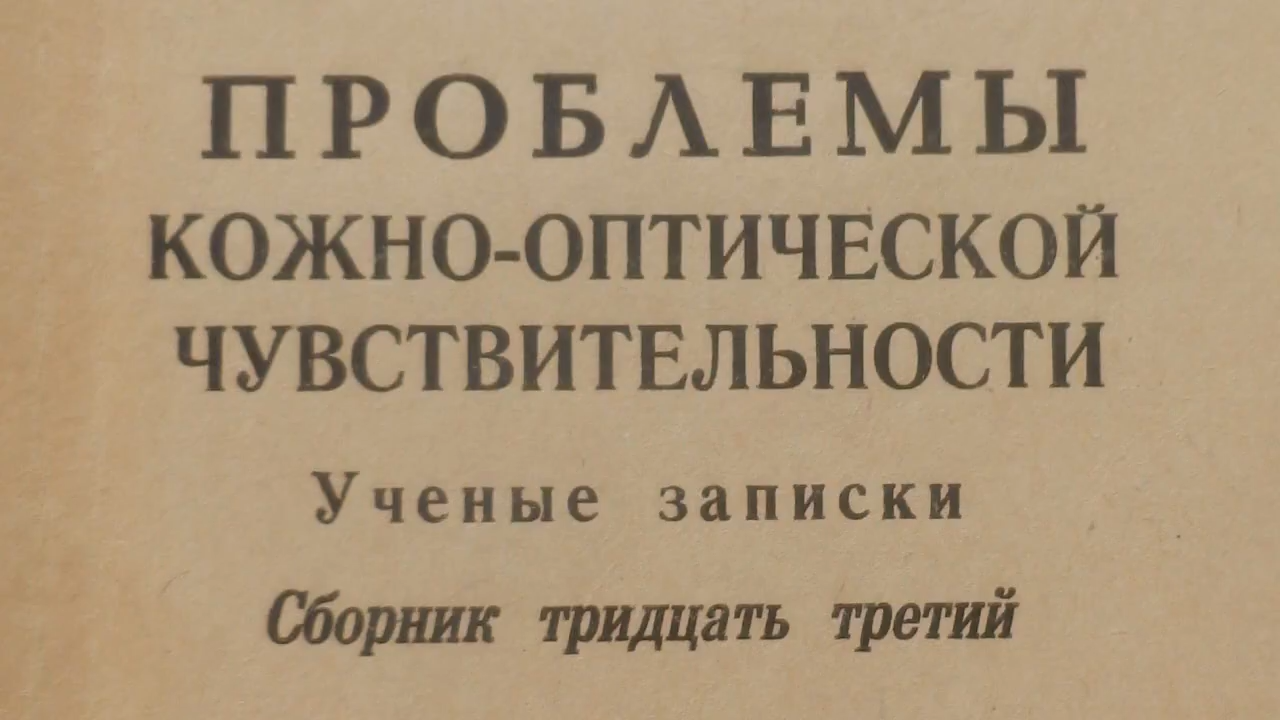 ПРОБЛЕМЫ
КОЖНО-ОПТИЧЕСКОЙ
ЧУВСТВИТЕЛЬНОСТИ
Ученые записки
Сборник тридцать третий